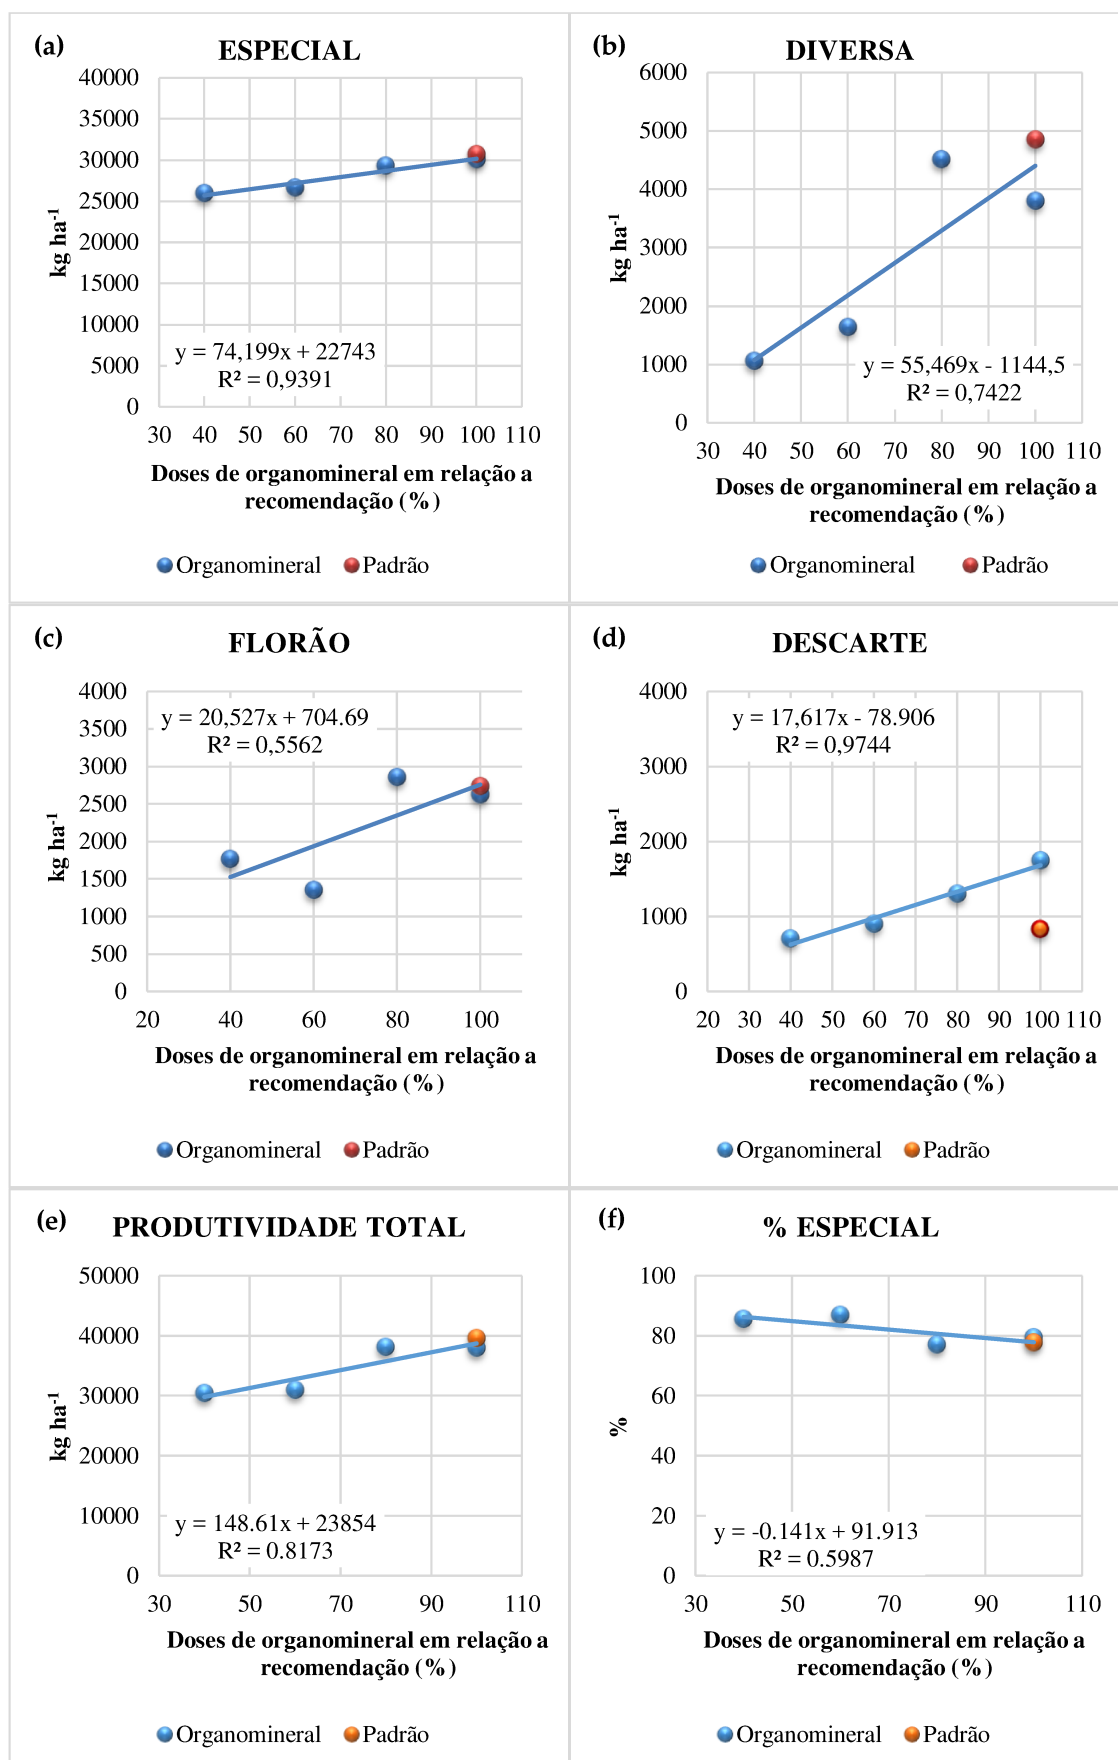 (a)
ESPECIAL
40000
35000
30000
25000
20000
15000
10000
5000
0
kg ha⁻¹
y = 74,199x + 22743
R² = 0,9391
30 40 50 60 70 80 90 100 110
Doses de organomineral em relação a
recomendação (%)
Organomineral Padrão
(b)
DIVERSA
6000
5000
4000
3000
2000
1000
0
kg ha⁻¹
y = 55,469x - 1144,5
R² = 0,7422
30 40 50 60 70 80 90 100 110
Doses de organomineral em relação a
recomendação (%)
Organomineral Padrão
(c)
FLORÃO
4000
3500
3000
2500
2000
1500
1000
500
0
kg ha⁻¹
y = 20,527x + 704.69
R² = 0,5562
20 40 60 80 100
Doses de organomineral em relação a
recomendação (%)
Organomineral Padrão
(d)
DESCARTE
4000
3000
2000
1000
0
kg ha⁻¹
y = 17,617x - 78.906
R² = 0,9744
20 30 40 50 60 70 80 90 100 110
Doses de organomineral em relação a
recomendação (%)
Organomineral Padrão
(e)
PRODUTIVIDADE TOTAL
50000
40000
30000
20000
10000
0
kg ha⁻¹
y = 148.61x + 23854
R² = 0.8173
30 50 70 90 110
Doses de organomineral em relação a
recomendação (%)
Organomineral Padrão
(f)
% ESPECIAL
100
80
60
40
20
0
%
y = -0.141x + 91.913
R² = 0.5987
30 50 70 90 110
Doses de organomineral em relação a
recomendação (%)
Organomineral Padrão